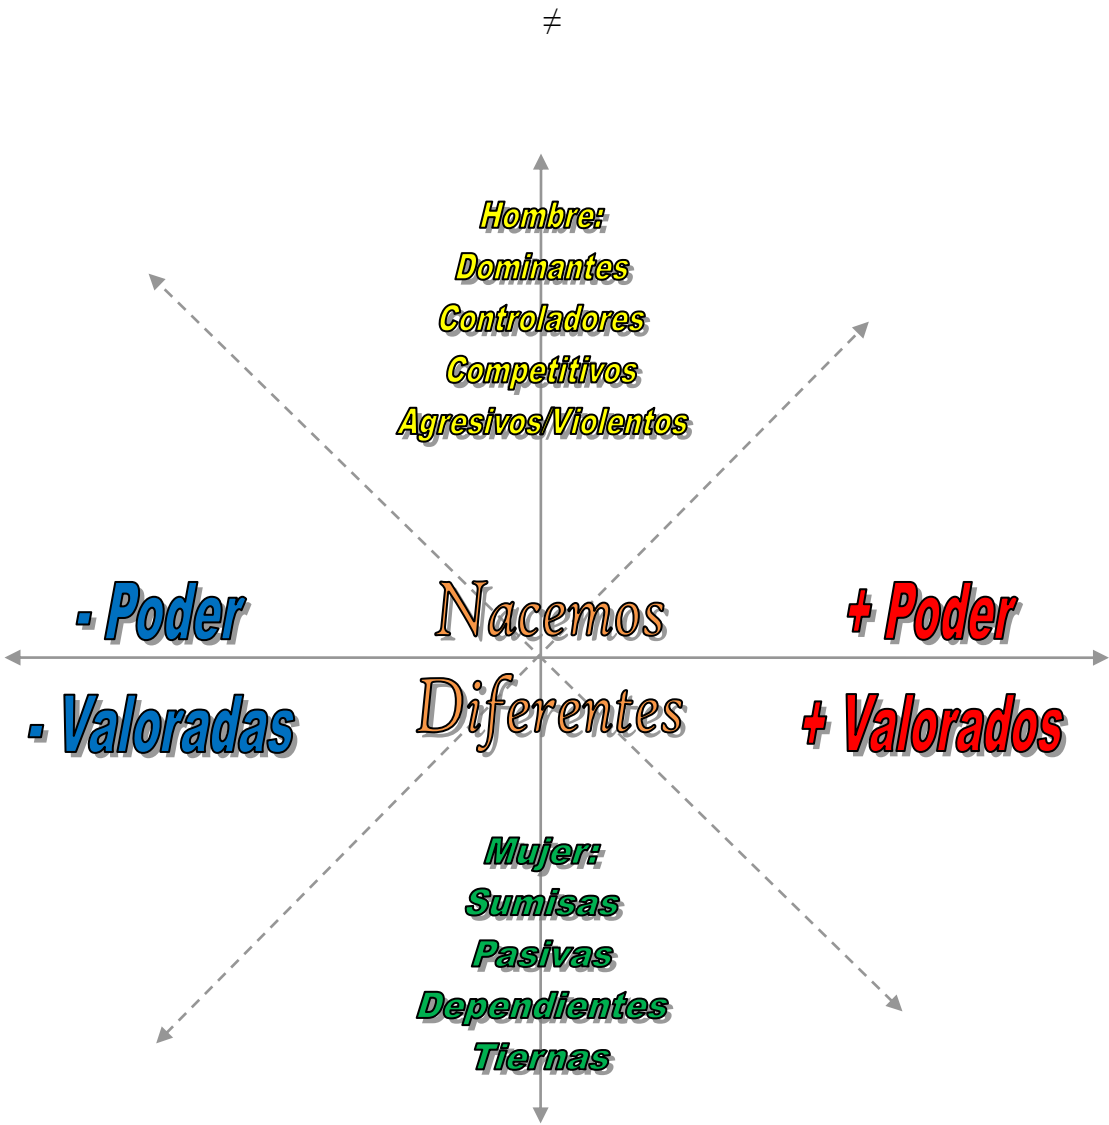 ≠
Hombre:
Dominantes
Controladores
Competitivos
Agresivos/Violentos
- Poder
Nacemos
+ Poder
- Valoradas
Diferentes
+ Valorados
Mujer:
Sumisas
Pasivas
Dependientes
Tiernas